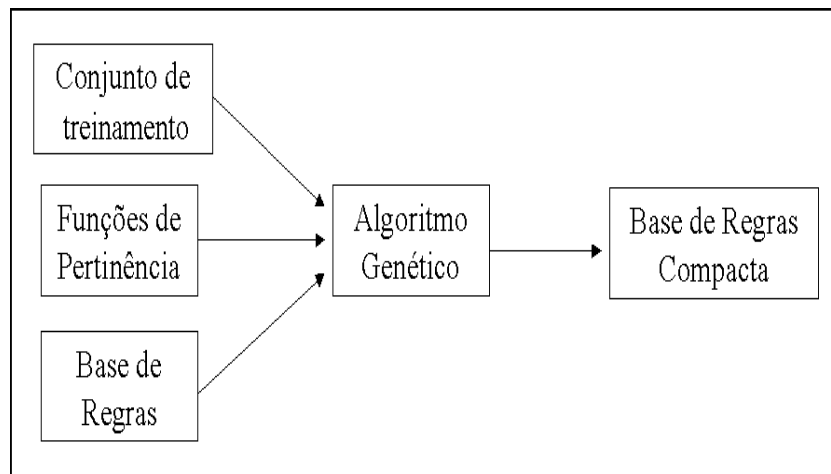 Conjunto de
treinamento
Funções de
Pertinência
Base de
Regras
Algoritmo
Genético
Base de Regras
Compacta